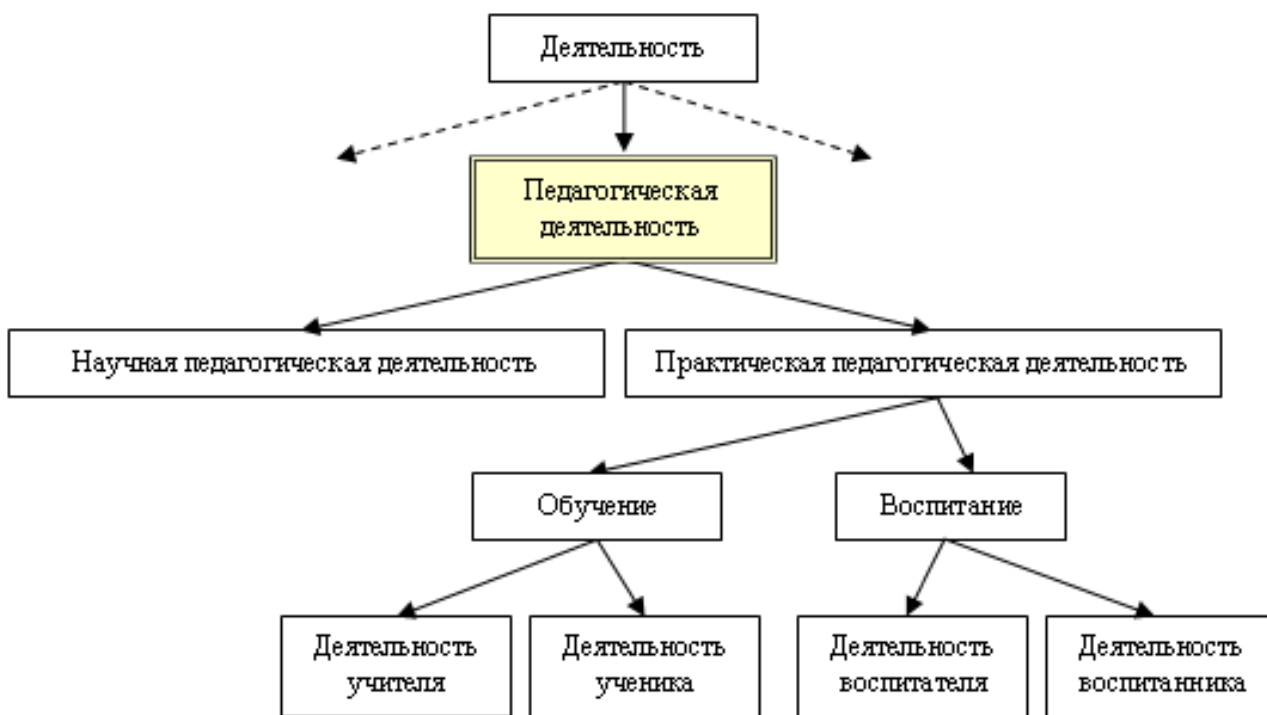 Деятельность
Педагогическая
деятельность
Научная педагогическая деятельность
Практическая педагогическая деятельность
Обучение
Воспитание
Деятельность
учителя
Деятельность
ученика
Деятельность
воспитателя
Деятельность
воспитанника